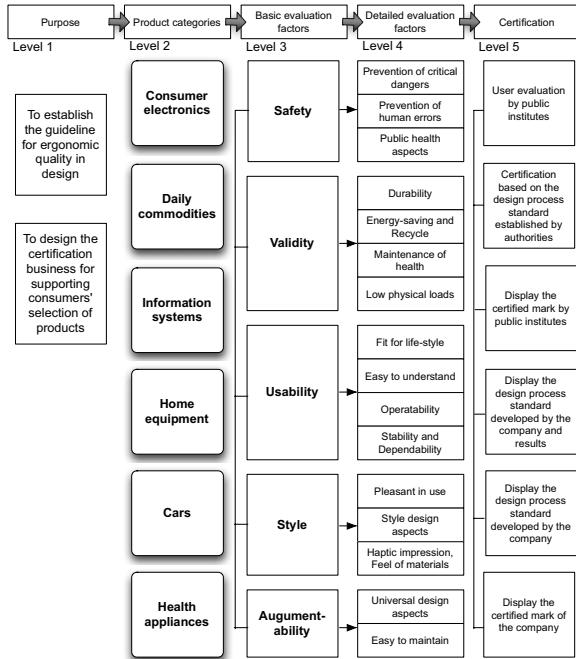 Purpose
Product categories
Basic evaluation
factors
Detailed evaluation
factors
Certification
Level 1
Level 2
Level 3
Level 4
Level 5
To establish
the guideline
for ergonomic
quality in
design
To design the
certification
business for
supporting
consumers'
selection of
products
Consumer
electronics
Daily
commodities
Information
systems
Home
equipment
Cars
Health
appliances
Safety
Validity
Usability
Style
Augument-
ability
Prevention of critical
dangers
Prevention of
human errors
Public health
aspects
Durability
Energy-saving and
Recycle
Maintenance of
health
Low physical loads
Fit for life-style
Easy to understand
Operatability
Stability and
Dependability
Pleasant in use
Style design
aspects
Haptic impression,
Feel of materials
Universal design
aspects
Easy to maintain
User evaluation
by public
institutes
Certification
based on the
design process
standard
established by
authorities
Display the
certified mark by
public institutes
Display the
design process
standard
developed by the
company and
results
Display the
design process
standard
developed by the
company
Display the
certified mark of
the company